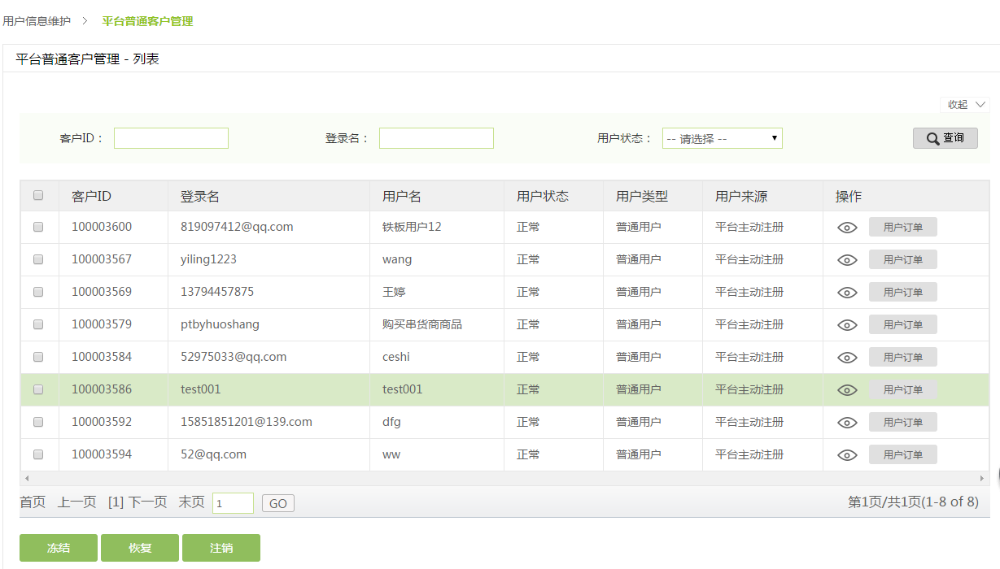 用户信息维护 > 平台普通客户管理
平台普通客户管理 - 列表
收起
客户ID： 登录名： 用户状态： -- 请选择 -- 查询
客户ID 登录名 用户名 用户状态 用户类型 用户来源 操作
100003600 819097412@qq.com 铁板用户12 正常 普通用户 平台主动注册 用户订单
100003567 yiling1223 wang 正常 普通用户 平台主动注册 用户订单
100003569 13794457875 王婷 正常 普通用户 平台主动注册 用户订单
100003579 ptbyhuoshang 购买串货商商品 正常 普通用户 平台主动注册 用户订单
100003584 52975033@qq.com ceshi 正常 普通用户 平台主动注册 用户订单
100003586 test001 test001 正常 普通用户 平台主动注册 用户订单
100003592 15851851201@139.com dfg 正常 普通用户 平台主动注册 用户订单
100003594 52@qq.com ww 正常 普通用户 平台主动注册 用户订单
首页 上一页 [1] 下一页 末页 1 GO 第1页/共1页(1-8 of 8)
冻结 恢复 注销